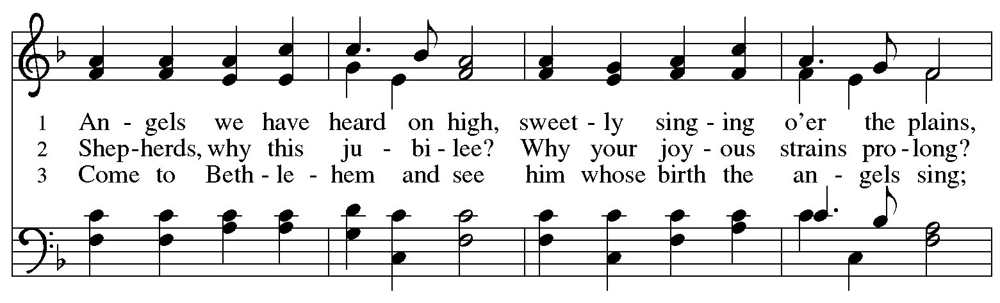 1 An - gels we have heard on high, sweet - ly sing - ing o’er the plains,
2 Shep - herds, why this ju - bi - lee? Why your joy - ous strains pro - long?
3 Come to Beth - le - hem and see him whose birth the an - gels sing;